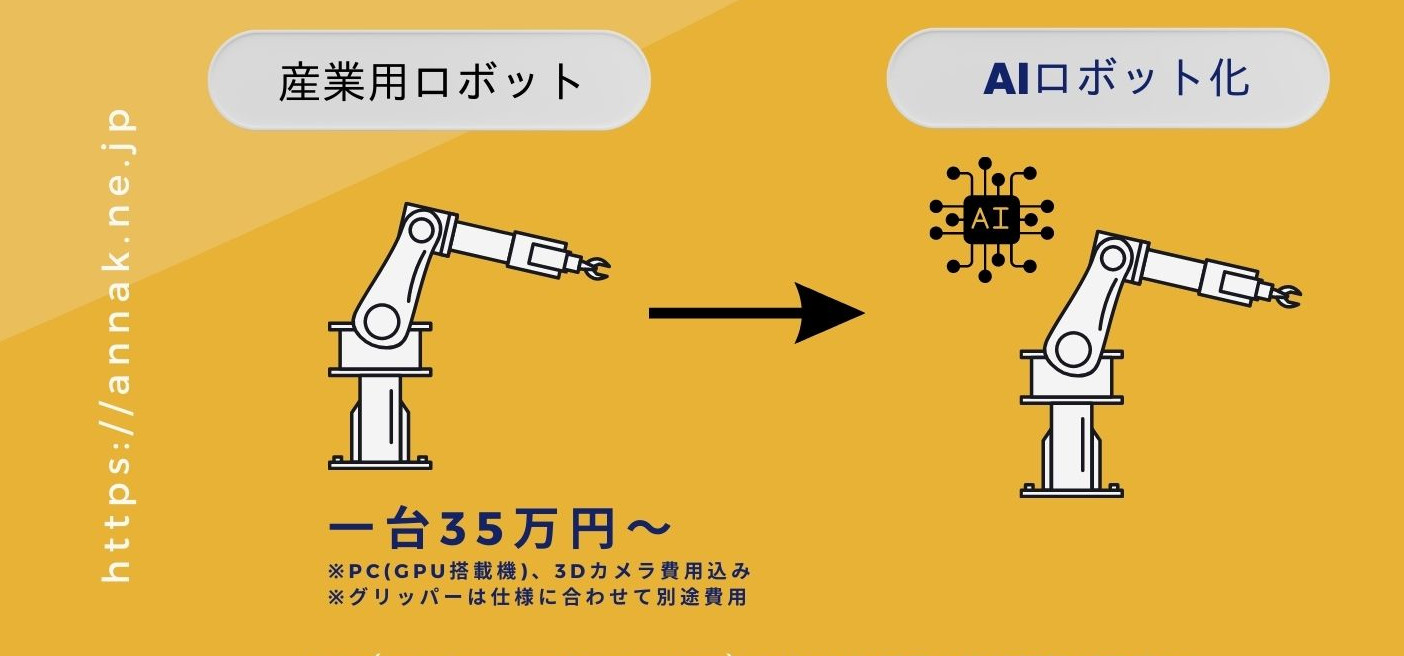 産業用ロボット
AIロボット化
https://annak.ne.jp
AI
一台35万円〜
※PC(GPU搭載機)、3Dカメラ費用込み
※グリッパーは仕様に合わせて別途費用